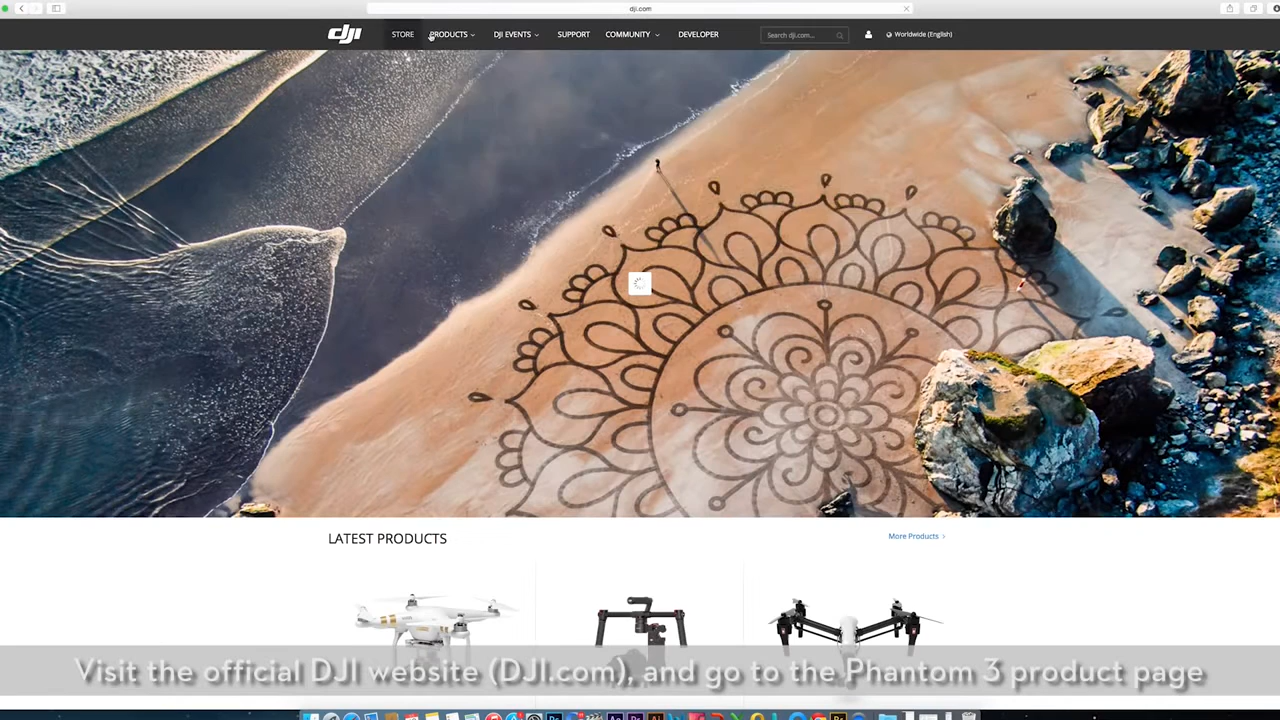 dji.com
dji STORE PRODUCTS DJI EVENTS SUPPORT COMMUNITY DEVELOPER Search dji.com... Worldwide (English)
LATEST PRODUCTS
More Products >
Visit the official DJI website (DJI.com), and go to the Phantom 3 product page